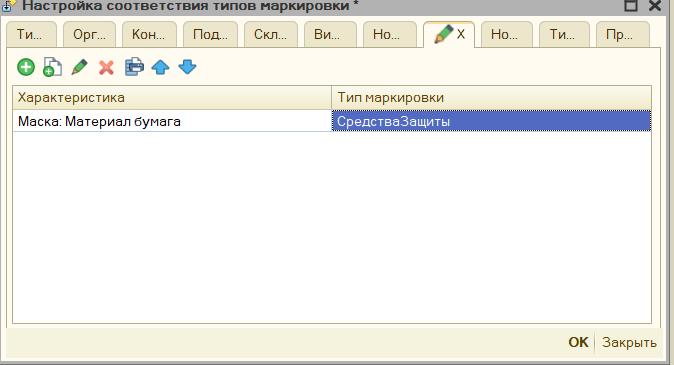 Настройка соответствия типов маркировки *
Ти... Орг... Кон... Под... Скл... Ви... Но... Х Но... Ти... Пр...
Характеристика Тип маркировки
Маска: Материал бумага СредстваЗащиты
ОК Закрыть